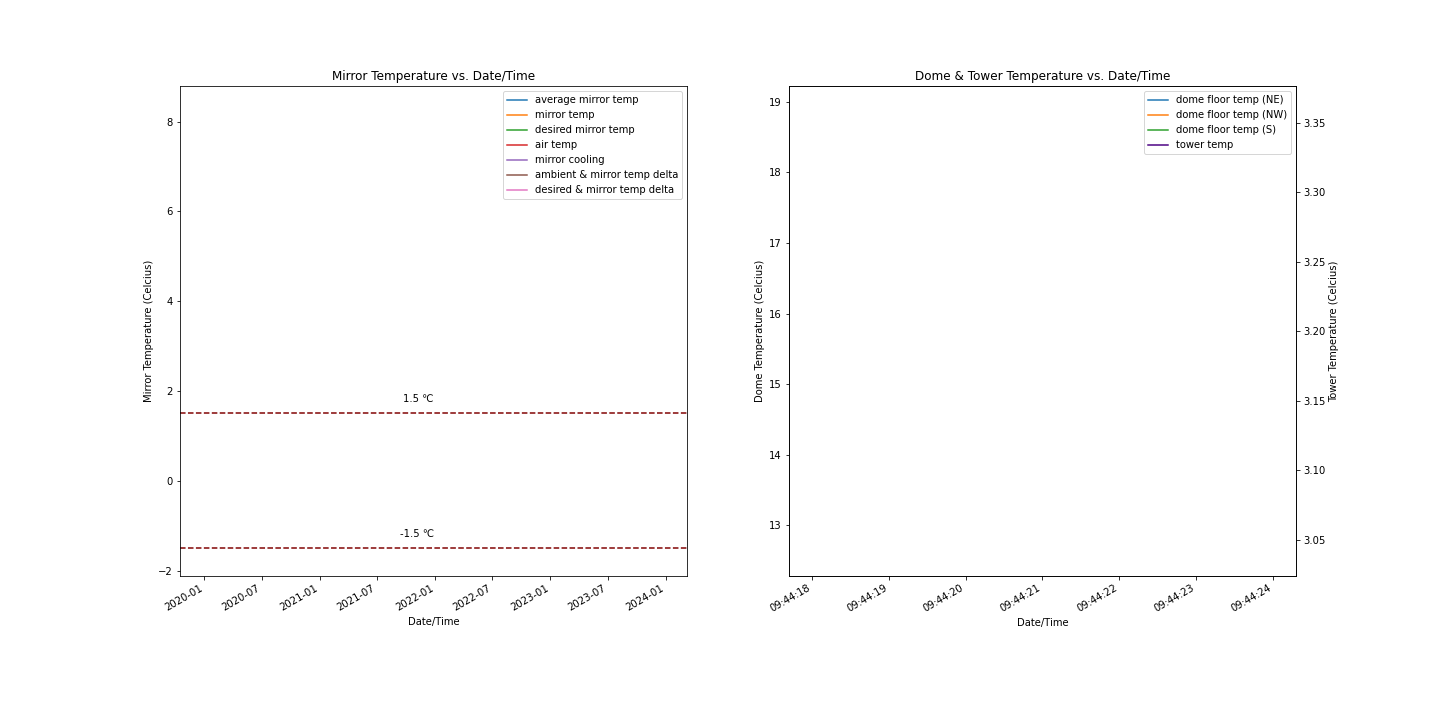 Mirror Temperature vs. Date/Time
average mirror temp
mirror temp
desired mirror temp
air temp
mirror cooling
ambient & mirror temp delta
desired & mirror temp delta
Mirror Temperature (Celcius)
8
6
4
2
0
−2
1.5 °C
-1.5 °C
2020-01
2020-07
2021-01
2021-07
2022-01
2022-07
2023-01
2023-07
2024-01
Date/Time
Dome & Tower Temperature vs. Date/Time
dome floor temp (NE)
dome floor temp (NW)
dome floor temp (S)
tower temp
Dome Temperature (Celcius)
19
18
17
16
15
14
13
3.35
3.30
3.25
3.20
3.15
3.10
3.05
Tower Temperature (Celcius)
09:44:18
09:44:19
09:44:20
09:44:21
09:44:22
09:44:23
09:44:24
Date/Time